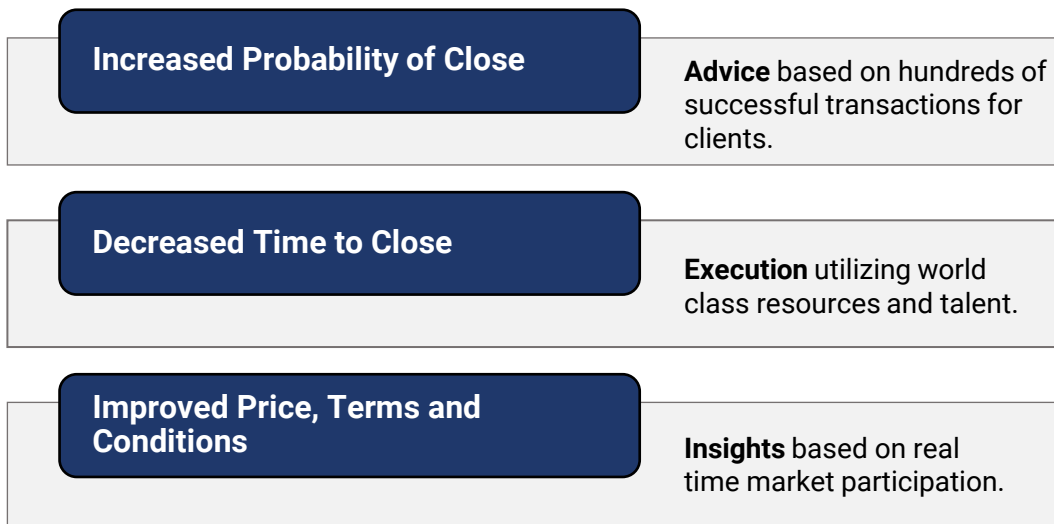 Increased Probability of Close
Advice based on hundreds of
successful transactions for
clients.
Decreased Time to Close
Execution utilizing world
class resources and talent.
Improved Price, Terms and
Conditions
Insights based on real
time market participation.